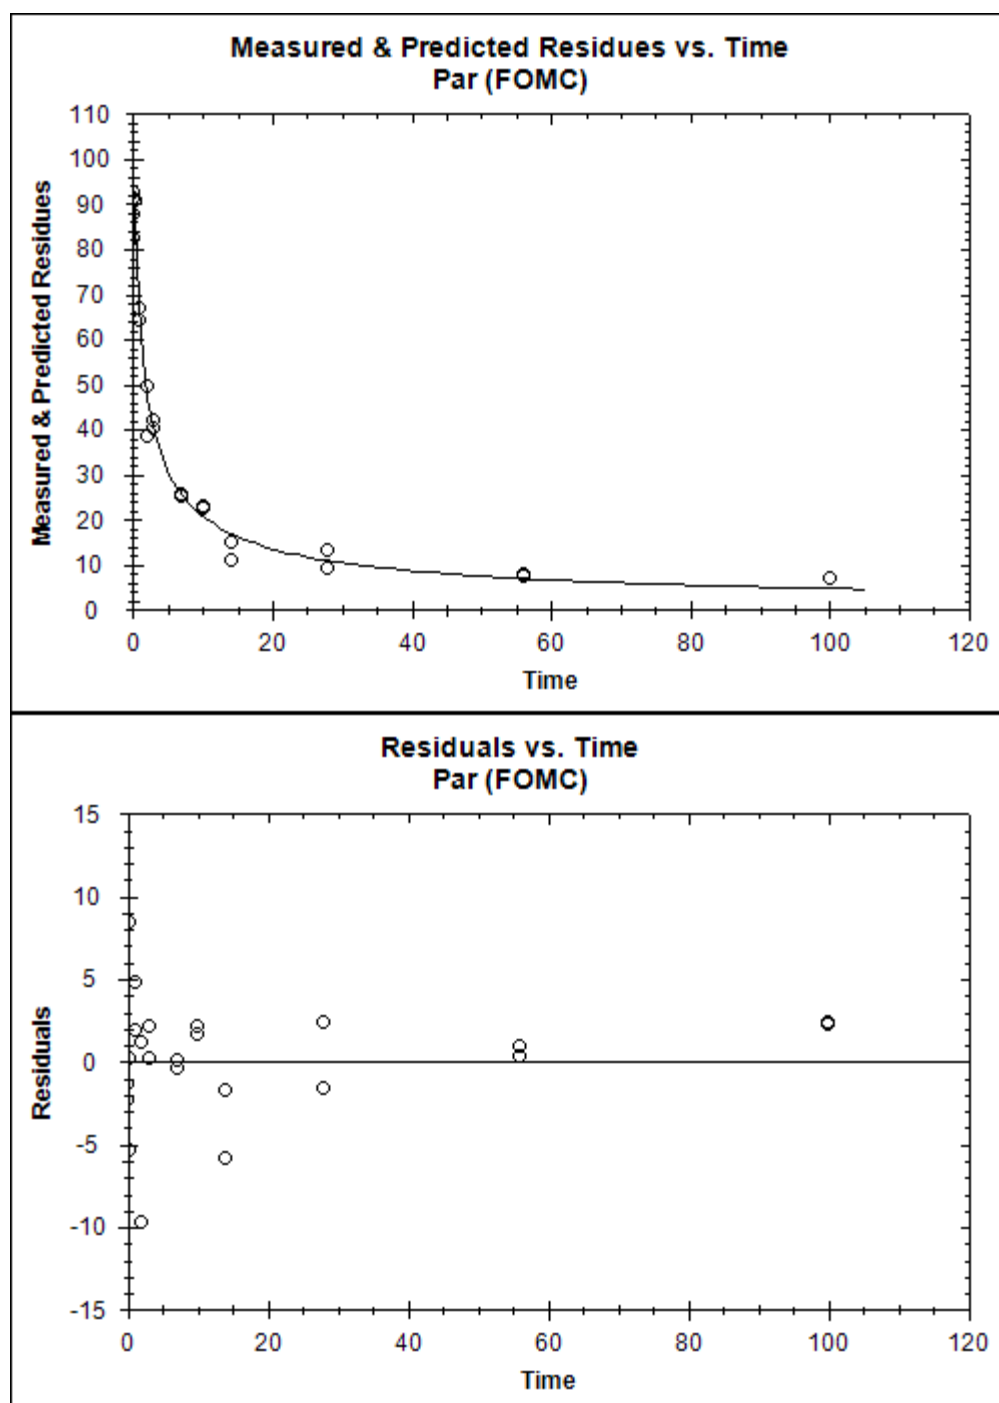 Measured & Predicted Residues vs. Time
Par (FOMC)
Measured & Predicted Residues
110
100
90
80
70
60
50
40
30
20
10
0
0 20 40 60 80 100 120
Time
Residuals vs. Time
Par (FOMC)
Residuals
15
10
5
0
-5
-10
-15
0 20 40 60 80 100 120
Time